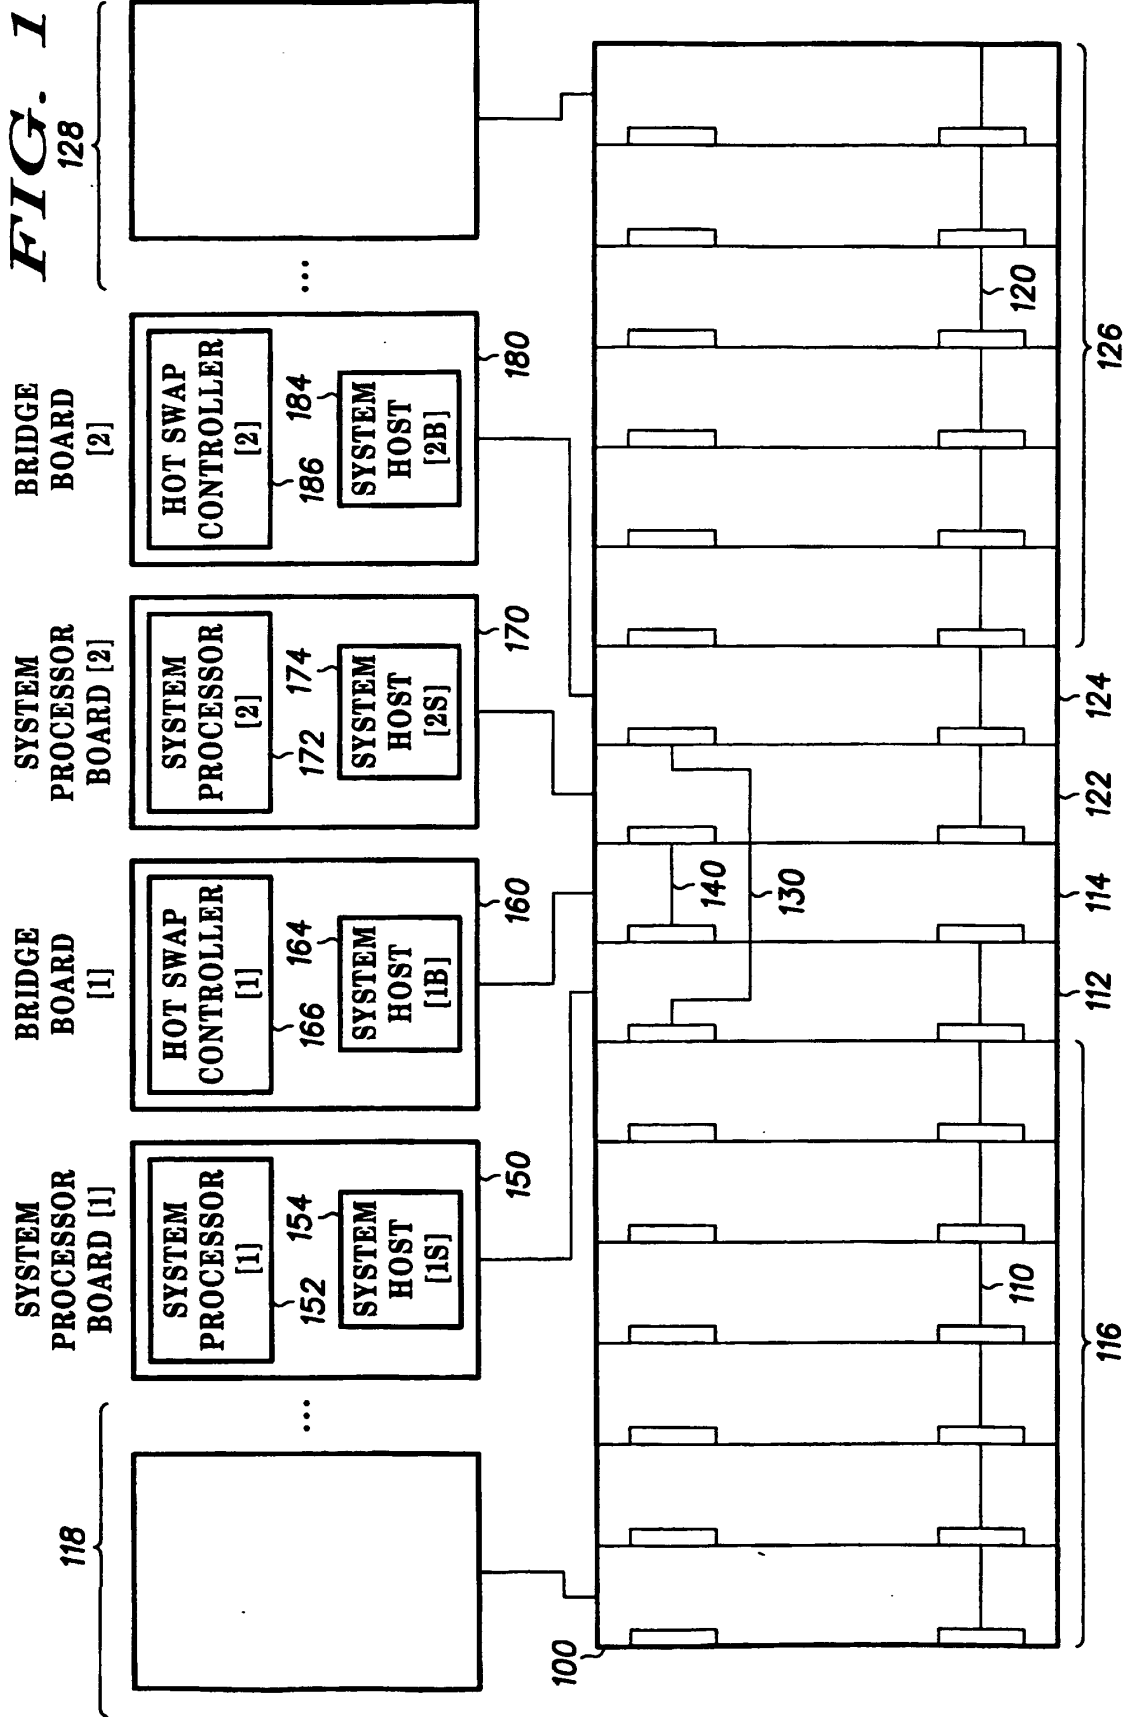 FIG. 1
118
128
SYSTEM
PROCESSOR
BOARD [1]
BRIDGE
BOARD
[1]
SYSTEM
PROCESSOR
BOARD [2]
BRIDGE
BOARD
[2]
SYSTEM
PROCESSOR
[1]
152
154
SYSTEM
HOST
[1S]
150
HOT SWAP
CONTROLLER
[1]
166
164
SYSTEM
HOST
[1B]
160
SYSTEM
PROCESSOR
[2]
172
174
SYSTEM
HOST
[2S]
170
HOT SWAP
CONTROLLER
[2]
186
184
SYSTEM
HOST
[2B]
180
...
...
100
140
130
110
120
116
112
114
122
124
126